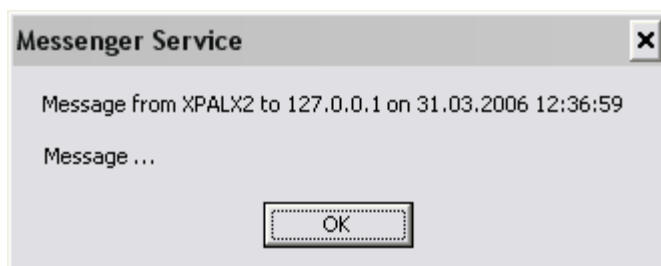 Messenger Service
Message from XPALX2 to 127.0.0.1 on 31.03.2006 12:36:59
Message ...
OK